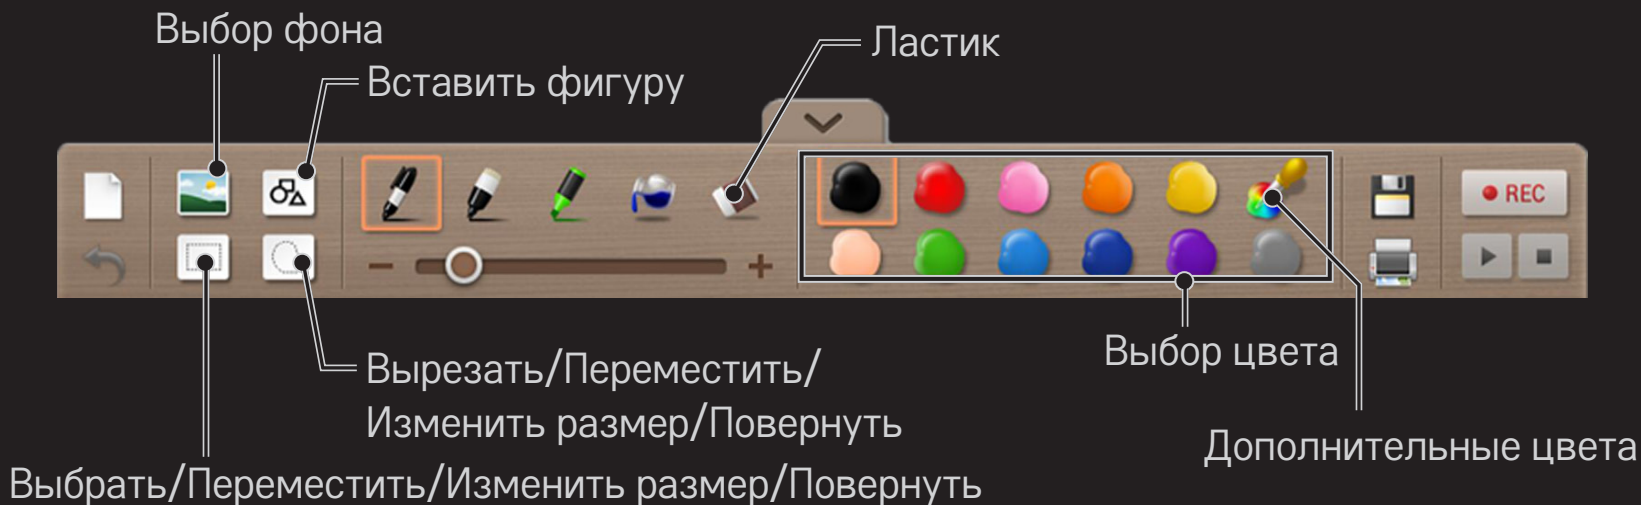 Выбор фона
Ластик
Вставить фигуру
REC
Выбор цвета
Вырезать/Переместить/
Изменить размер/Повернуть
Дополнительные цвета
Выбрать/Переместить/Изменить размер/Повернуть